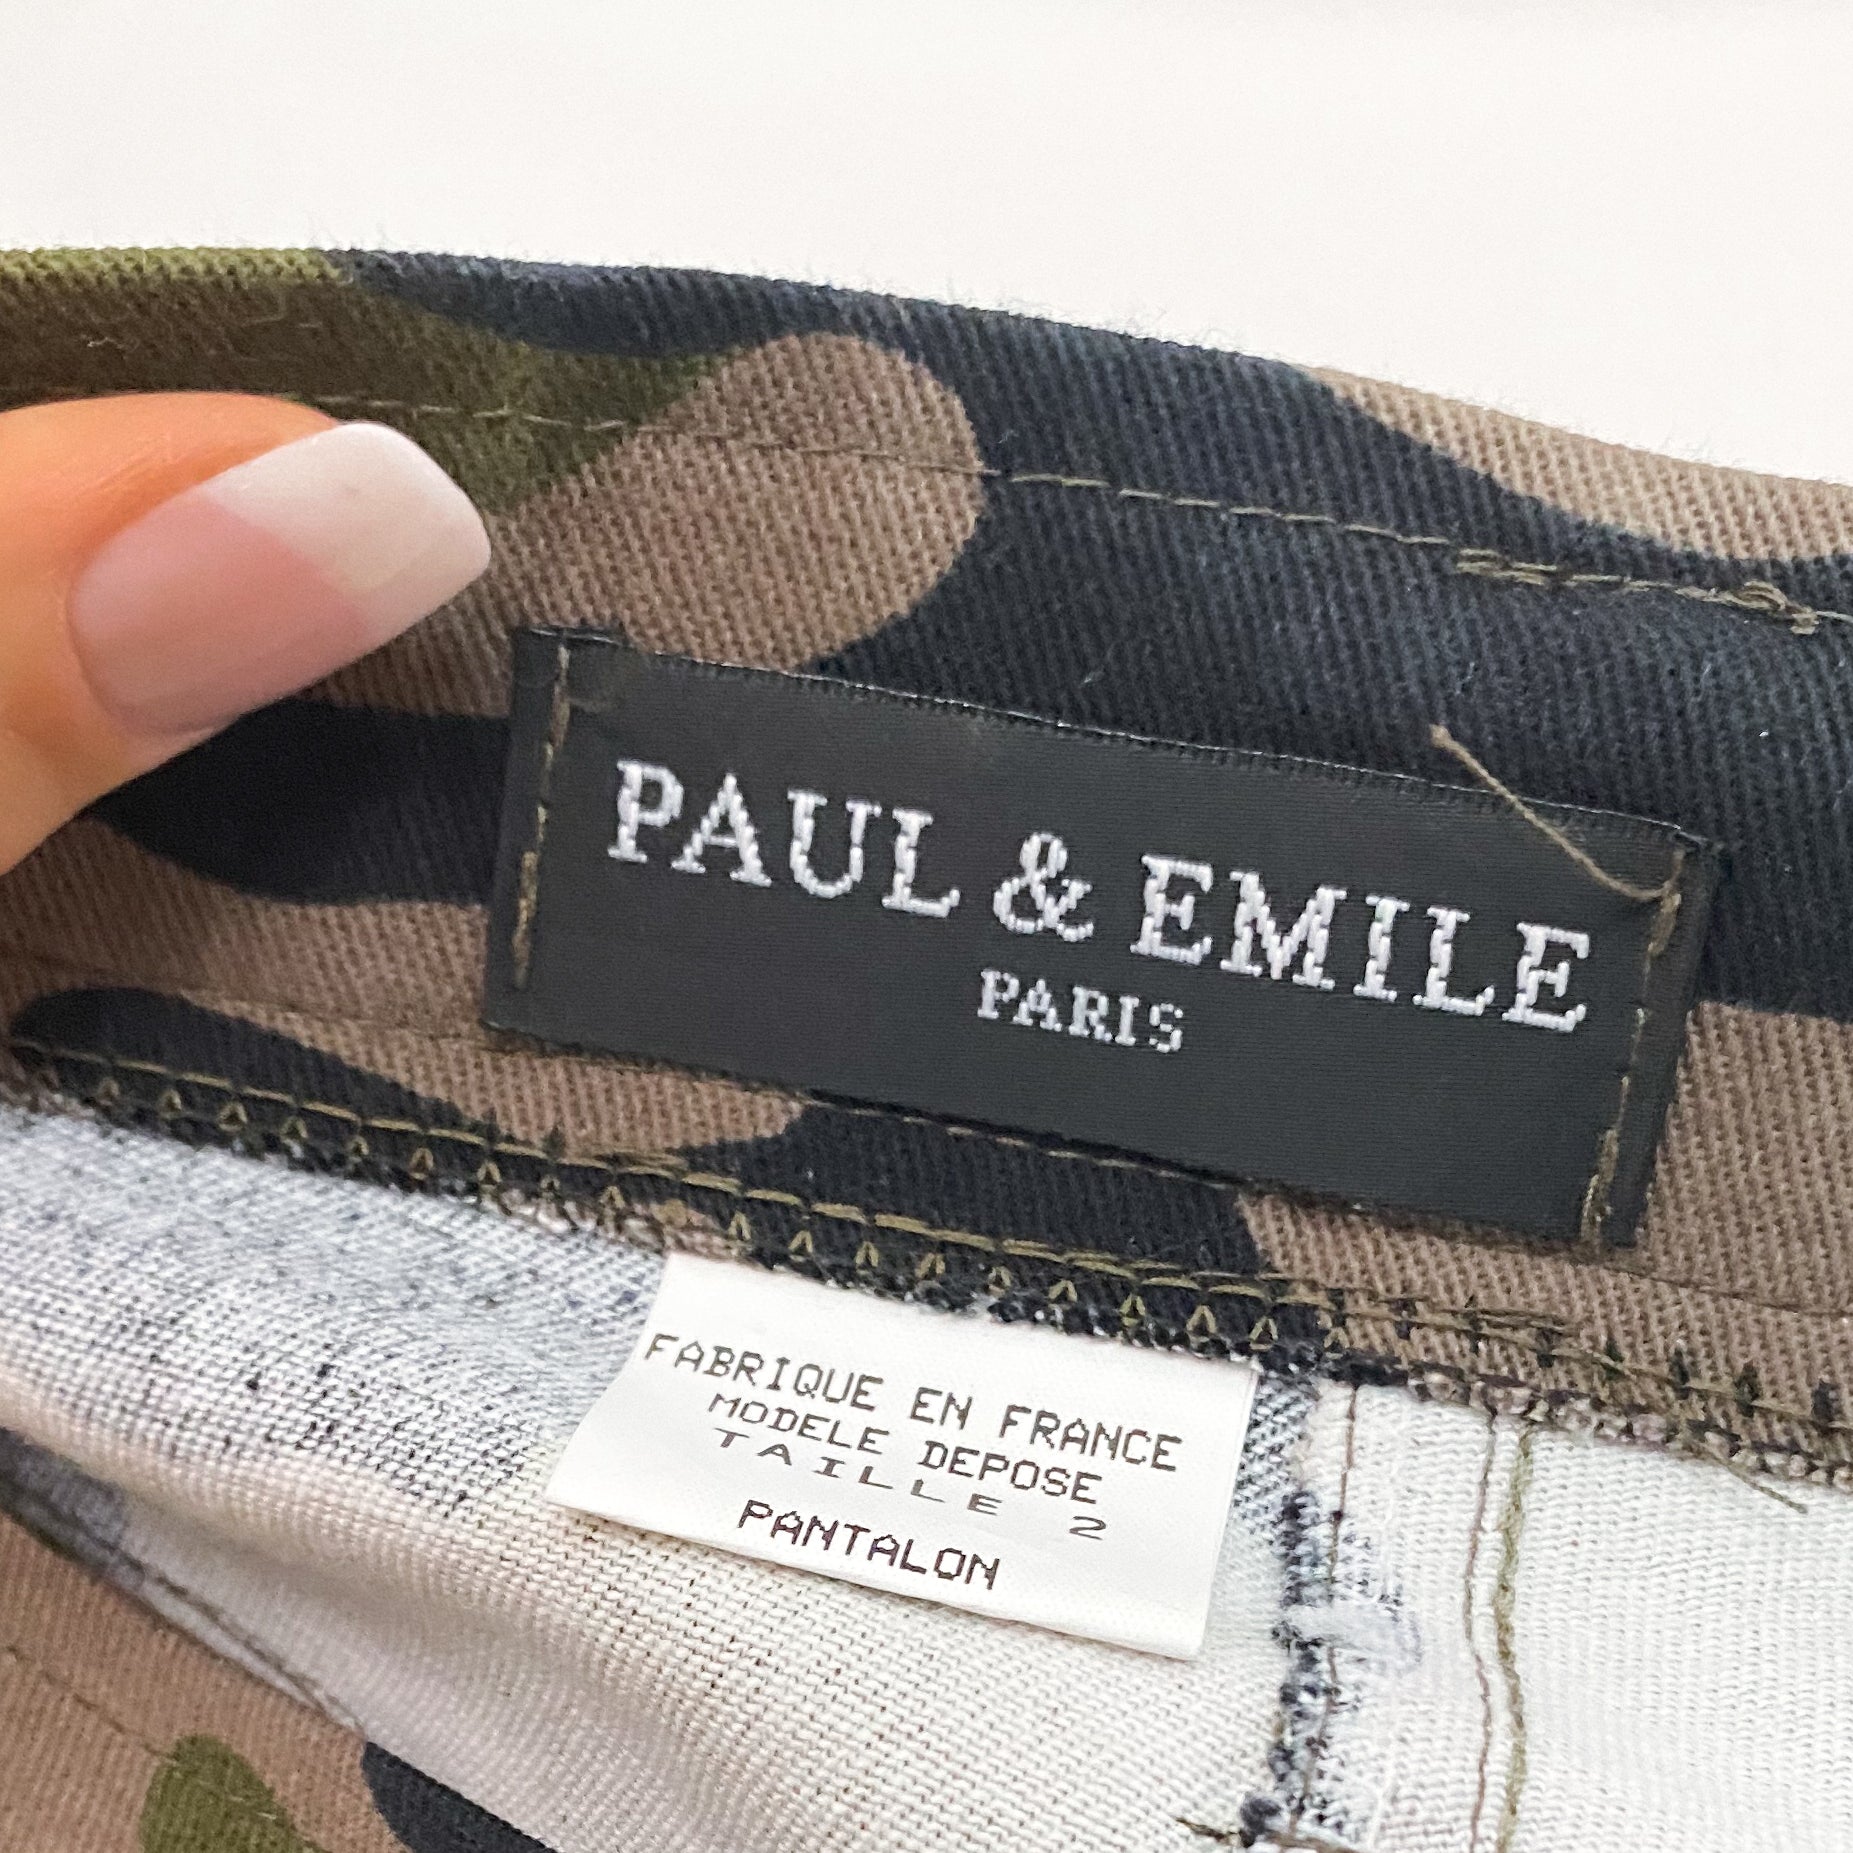 PAUL & EMILE
PARIS
FABRIQUE EN FRANCE
MODELE DEPOSE
TAILLE 2
PANTALON